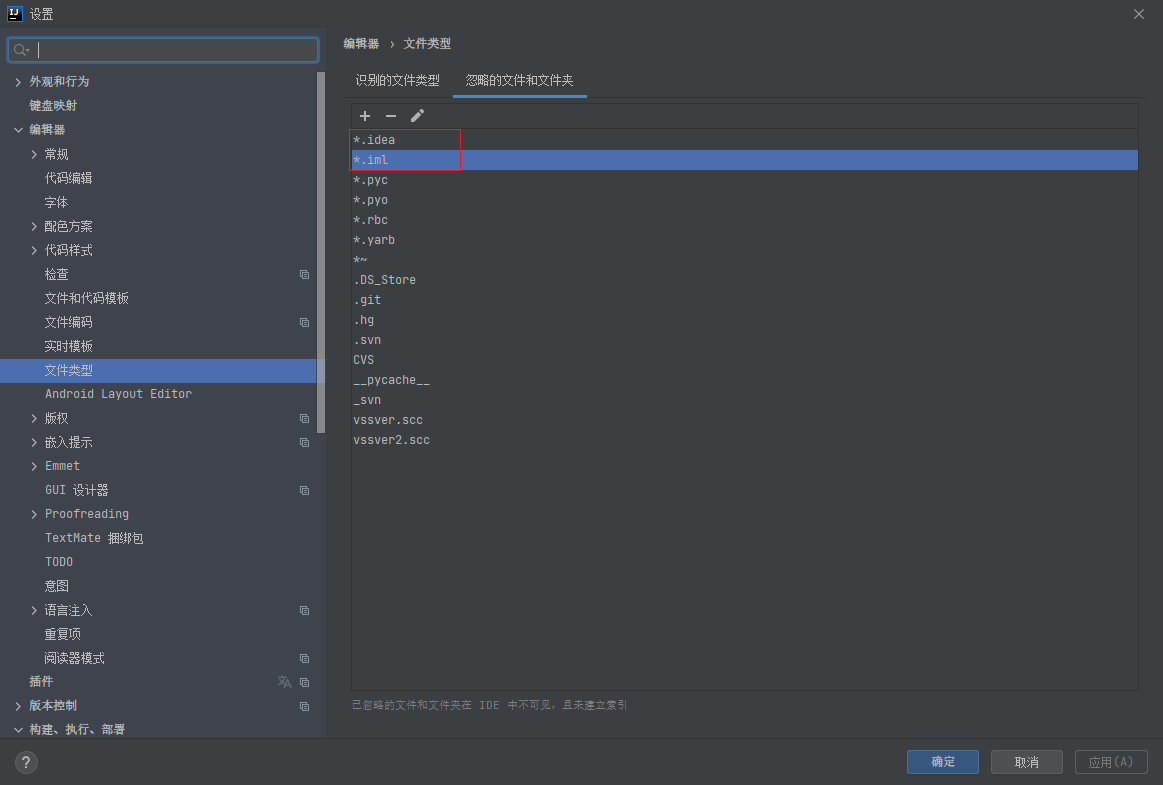 设置
外观和行为
键盘映射
编辑器
常规
代码编辑
字体
配色方案
代码样式
检查
文件和代码模板
文件编码
实时模板
文件类型
Android Layout Editor
版权
嵌入提示
Emmet
GUI 设计器
Proofreading
TextMate 捆绑包
TODO
意图
语言注入
重复项
阅读器模式
插件
版本控制
构建、执行、部署
编辑器 › 文件类型
识别的文件类型 忽略的文件和文件夹
*.idea
*.iml
*.pyc
*.pyo
*.rbc
*.yarb
*~
.DS_Store
.git
.hg
.svn
CVS
__pycache__
_svn
vssver.scc
vssver2.scc
已忽略的文件和文件夹在 IDE 中不可见，且未建立索引
? 确定 取消 应用(A)